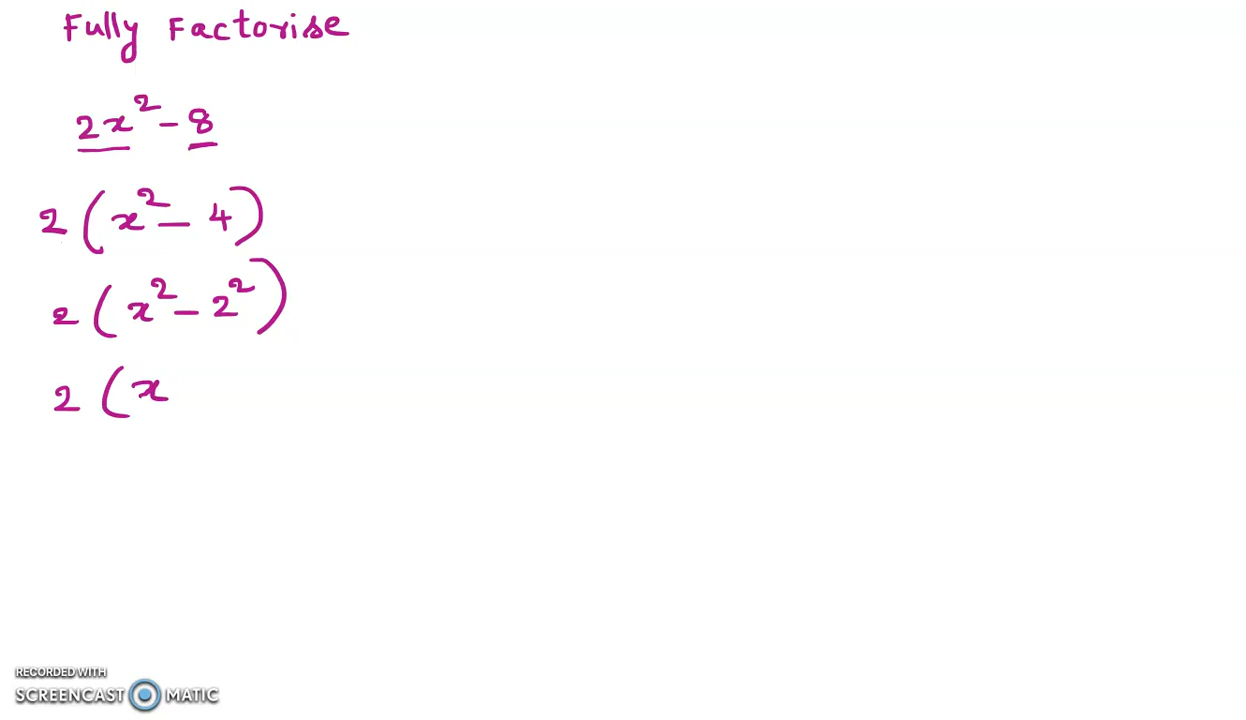 Fully Factorise
2x² - 8
2 (x² - 4)
2 (x² - 2²)
2 (x
RECORDED WITH
SCREENCAST MATIC